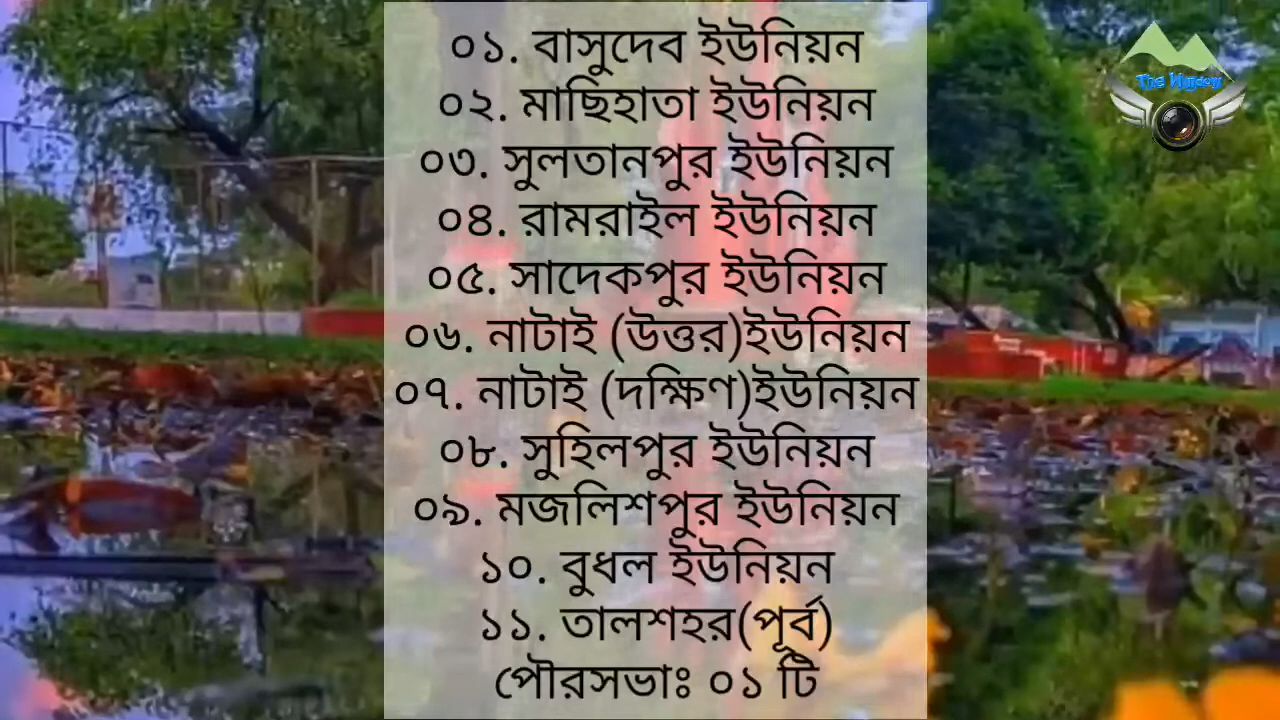 ০১. বাসুদেব ইউনিয়ন
০২. মাছিহাতা ইউনিয়ন
০৩. সুলতানপুর ইউনিয়ন
০৪. রামরাইল ইউনিয়ন
০৫. সাদেকপুর ইউনিয়ন
০৬. নাটাই (উত্তর)ইউনিয়ন
০৭. নাটাই (দক্ষিণ)ইউনিয়ন
০৮. সুহিলপুর ইউনিয়ন
০৯. মজলিশপুর ইউনিয়ন
১০. বুধল ইউনিয়ন
১১. তালশহর(পূর্ব)
পৌরসভাঃ ০১ টি
The